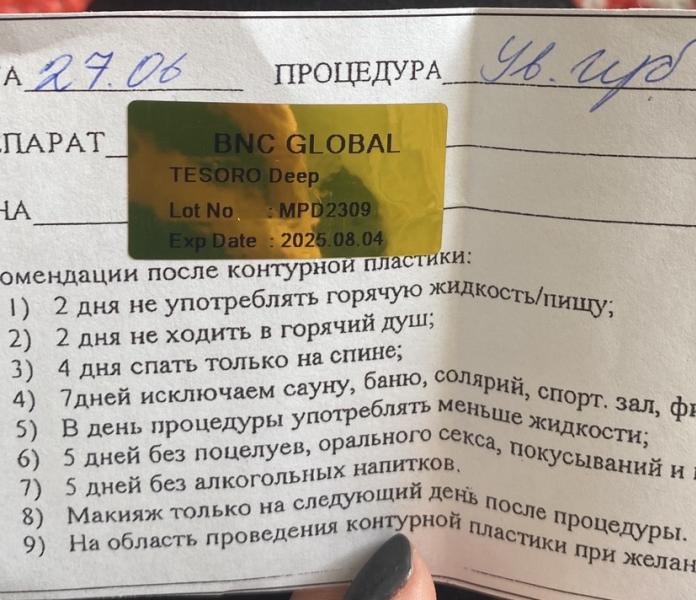 ТА 27.06 ПРОЦЕДУРА Ув. губ
ПАРАТ
НА
BNC GLOBAL
TESORO Deep
Lot No : MPD2309
Exp Date : 2025.08.04
омендации после контурной пластики:
1) 2 дня не употреблять горячую жидкость/пищу;
2) 2 дня не ходить в горячий душ;
3) 4 дня спать только на спине;
4) 7дней исключаем сауну, баню, солярий, спорт. зал, фи
5) В день процедуры употреблять меньше жидкости;
6) 5 дней без поцелуев, орального секса, покусываний и
7) 5 дней без алкогольных напитков.
8) Макияж только на следующий день после процедуры.
9) На область проведения контурной пластики при желан